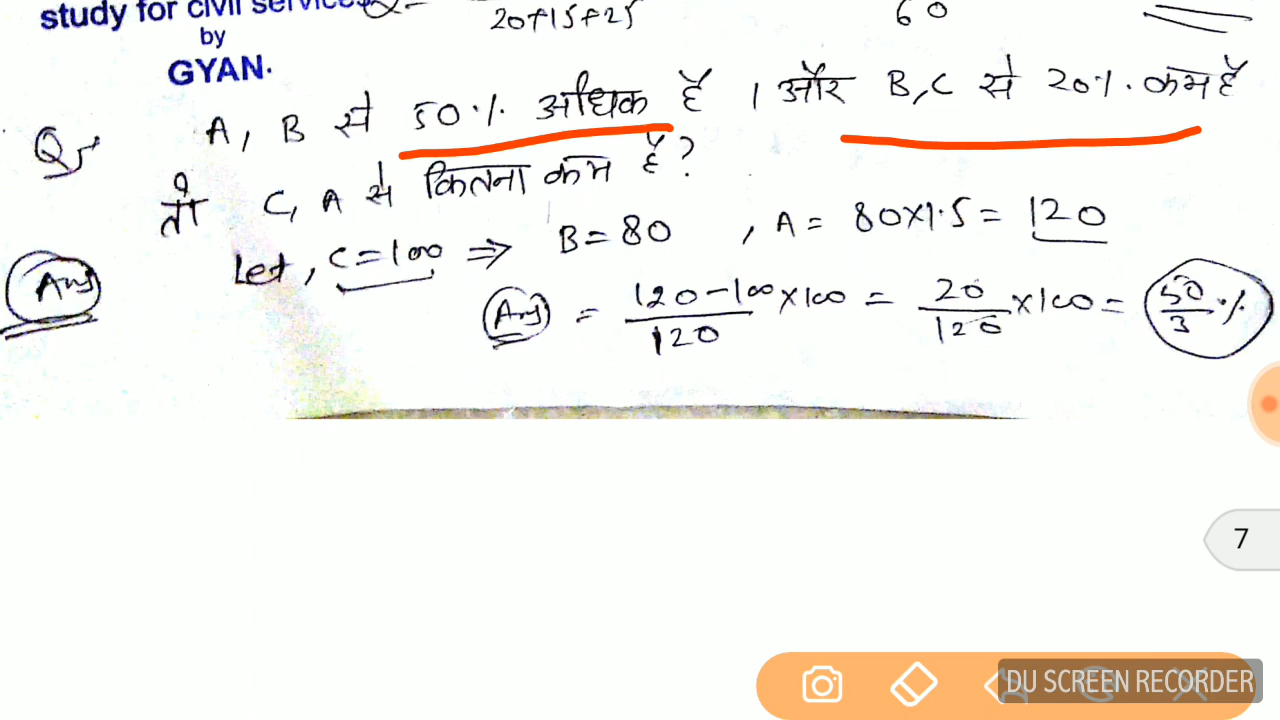 study for civil services
by
GYAN.
20+15+25
60
Q5 A, B से 50% अधिक है । और B, C से 20% कम है
तो C, A से कितना कम है ?
Let, C=100 ⇒ B=80 , A= 80×1.5= 120
Ans
Ans = 120-100/120 ×100 = 20/120 ×100= 50/3 %
7
DU SCREEN RECORDER